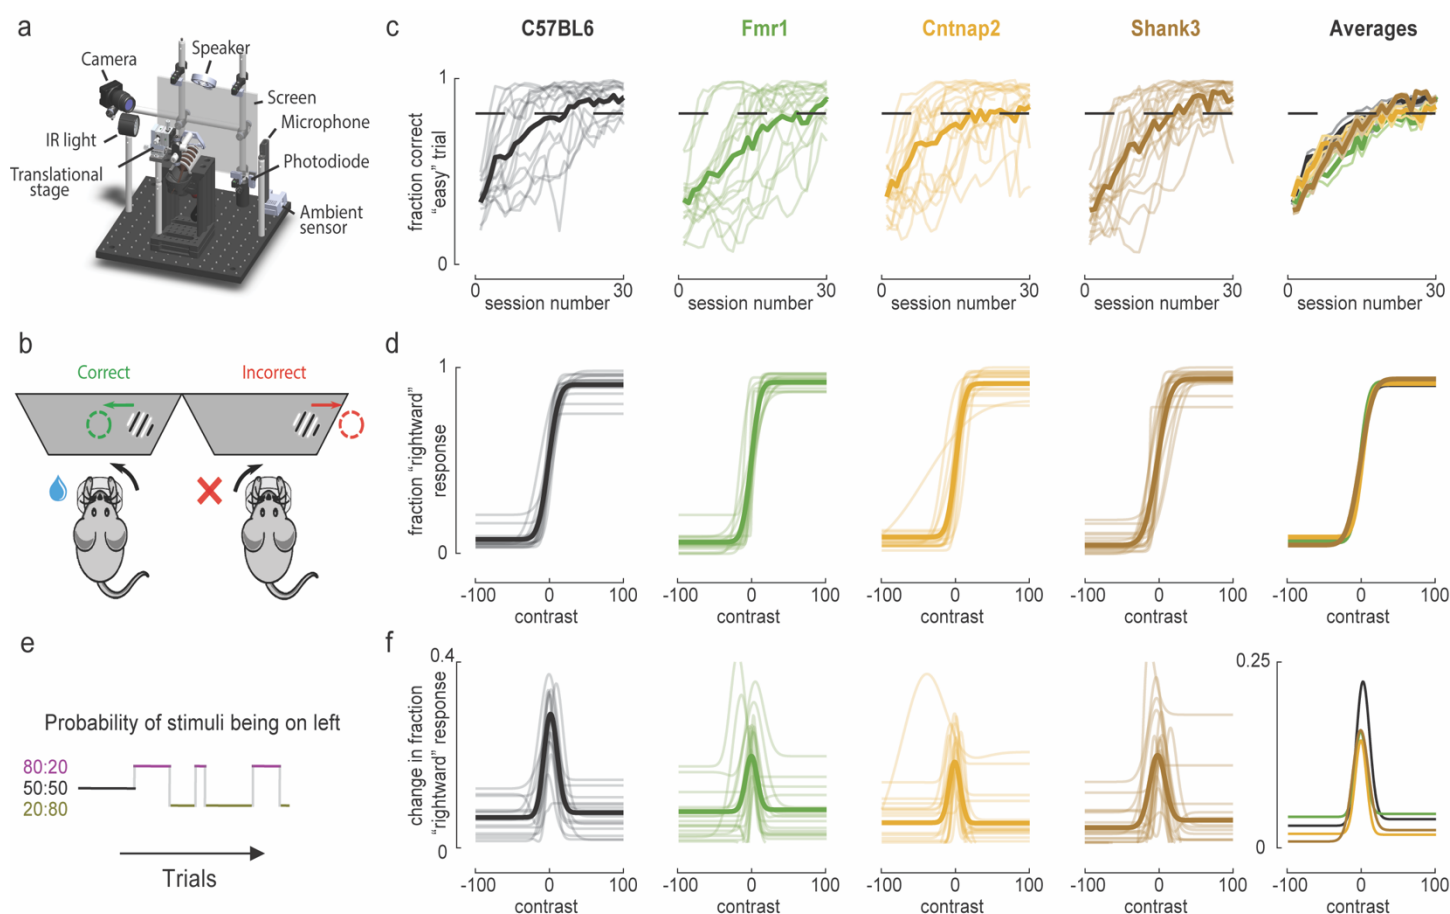 a
Camera
Speaker
Screen
Microphone
IR light
Translational
stage
Photodiode
Ambient
sensor
b
Correct
Incorrect
e
Probability of stimuli being on left
80:20
50:50
20:80
Trials
c
C57BL6
Fmr1
Cntnap2
Shank3
Averages
fraction correct
“easy” trial
1
0
0 30
session number
0 30
session number
0 30
session number
0 30
session number
0 30
session number
d
fraction “rightward”
response
1
0
-100 0 100
contrast
-100 0 100
contrast
-100 0 100
contrast
-100 0 100
contrast
-100 0 100
contrast
f
change in fraction
“rightward” response
0.4
0
0.25
0
-100 0 100
contrast
-100 0 100
contrast
-100 0 100
contrast
-100 0 100
contrast
-100 0 100
contrast